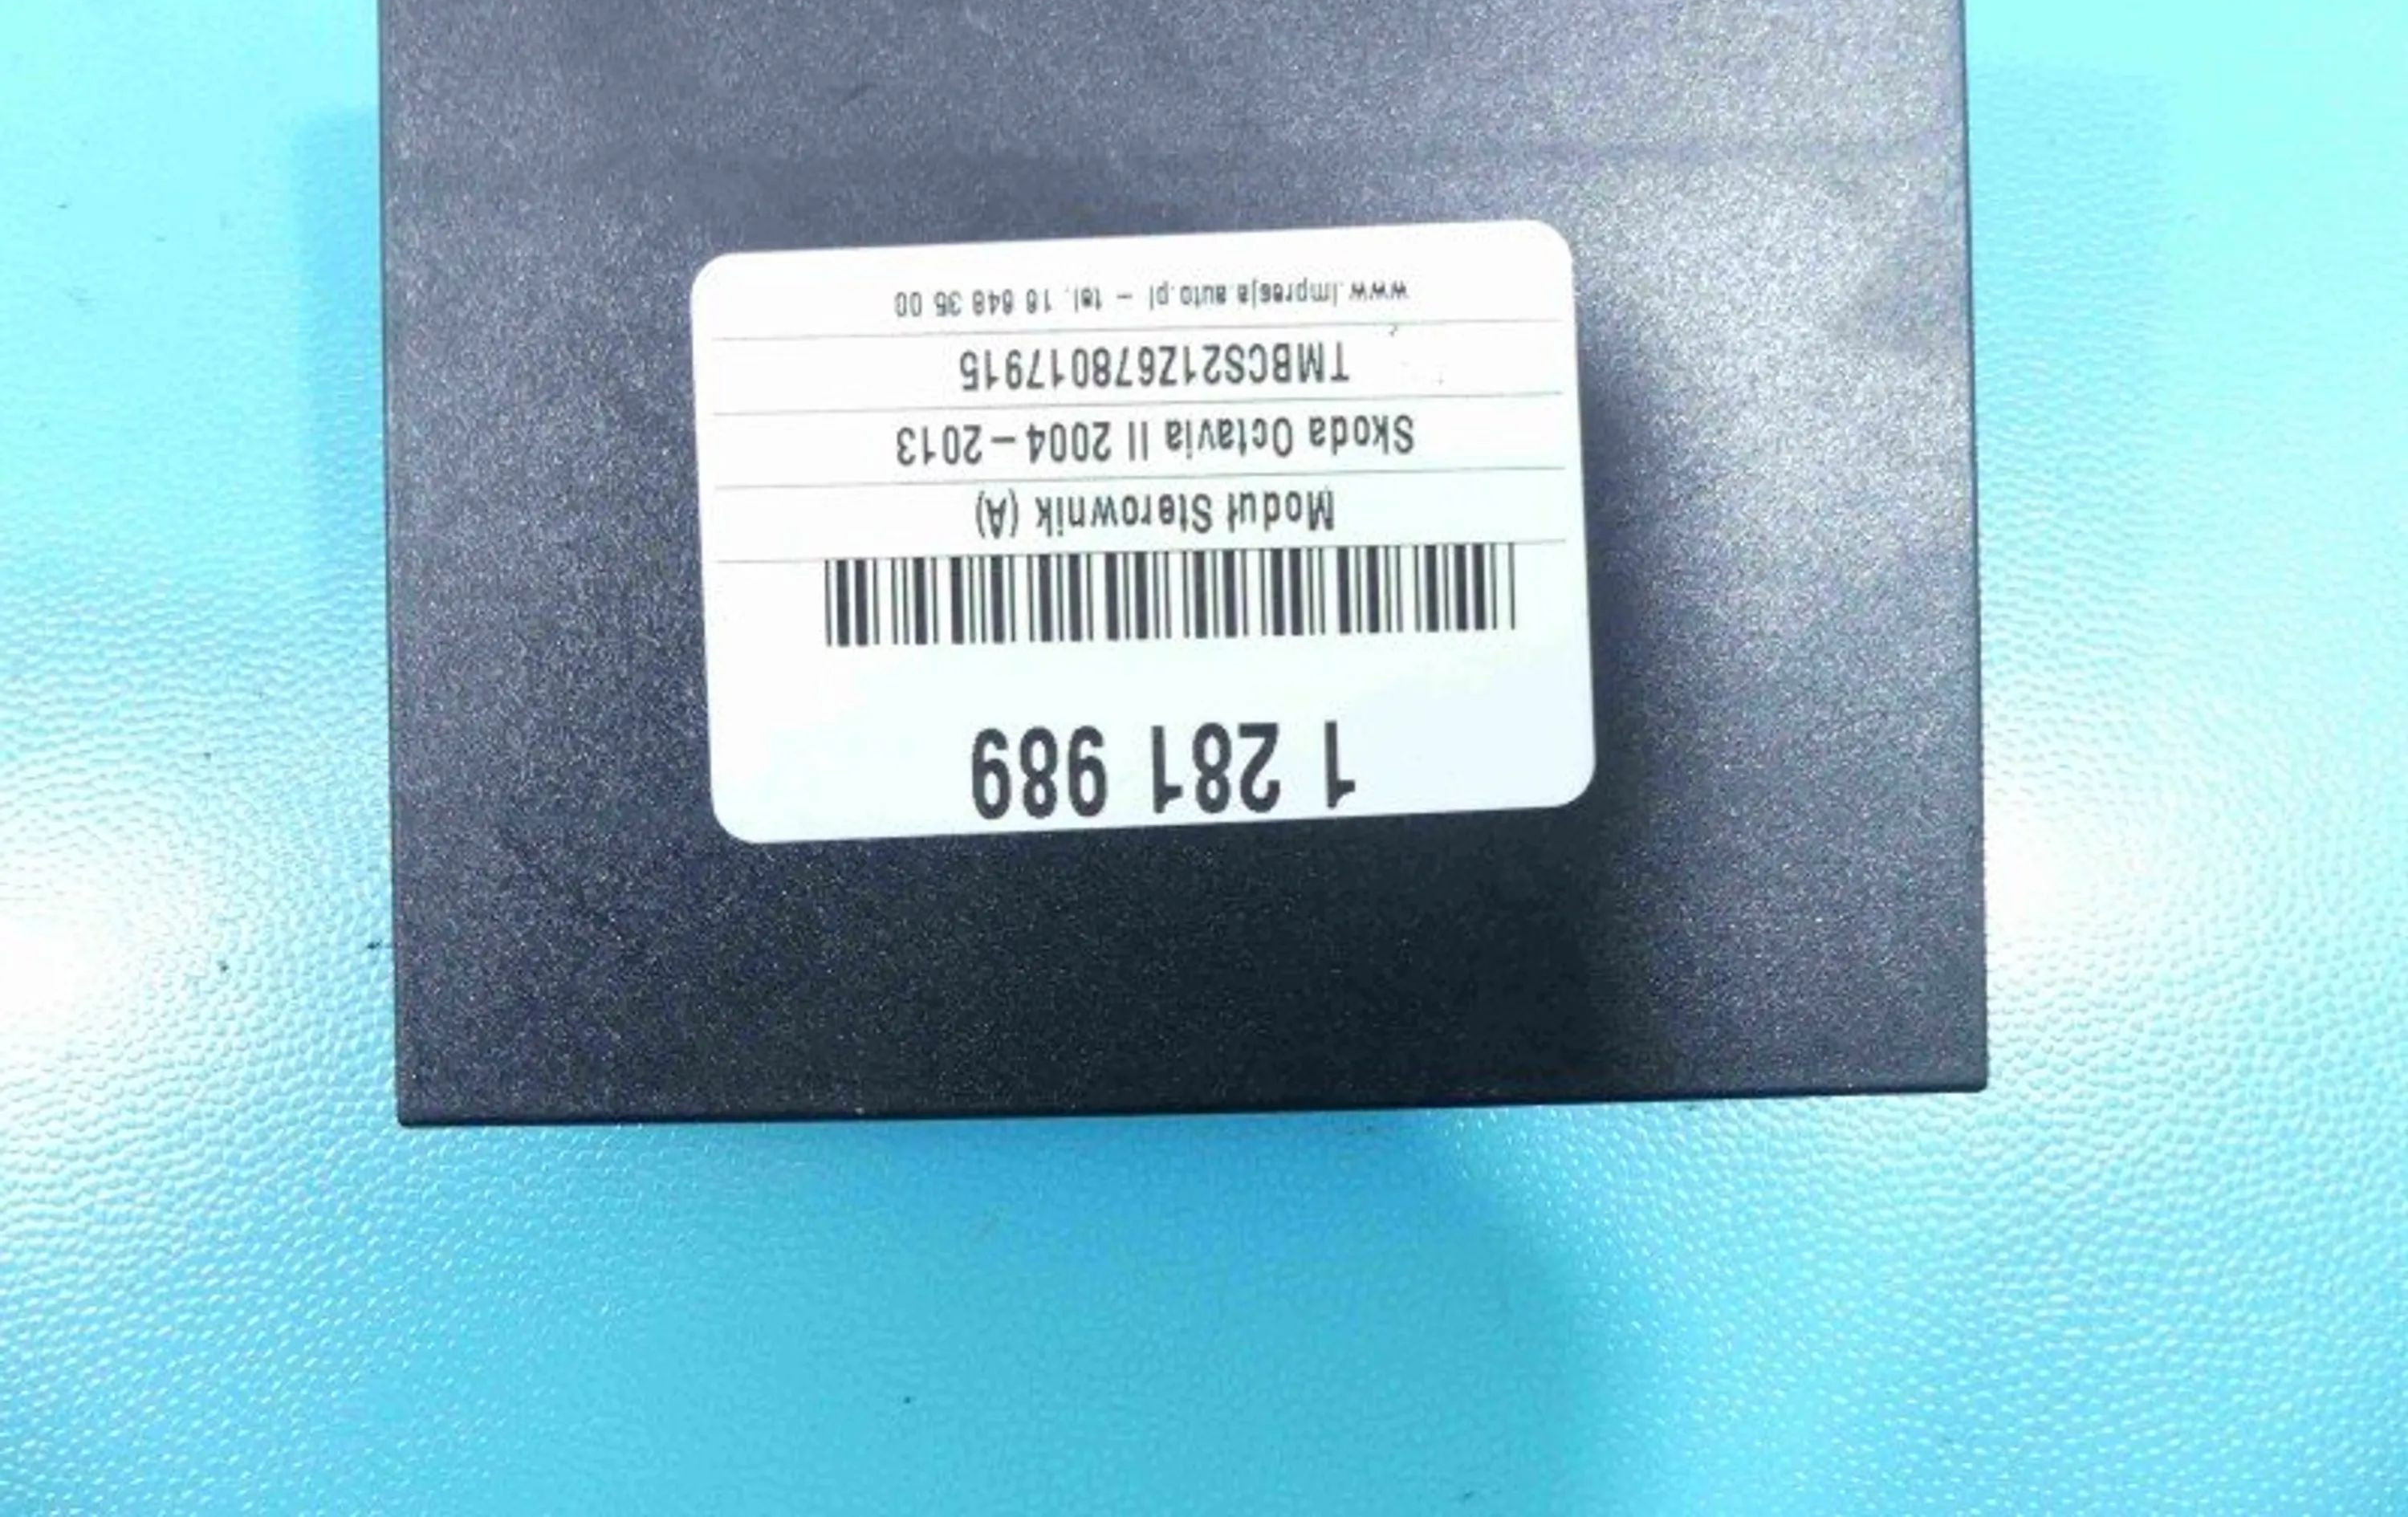 1 281 989
Moduł Sterownik (A)
Skoda Octavia II 2004-2013
TMBCS21Z678017915
www.impresja.auto.pl - tel. 18 648 35 00